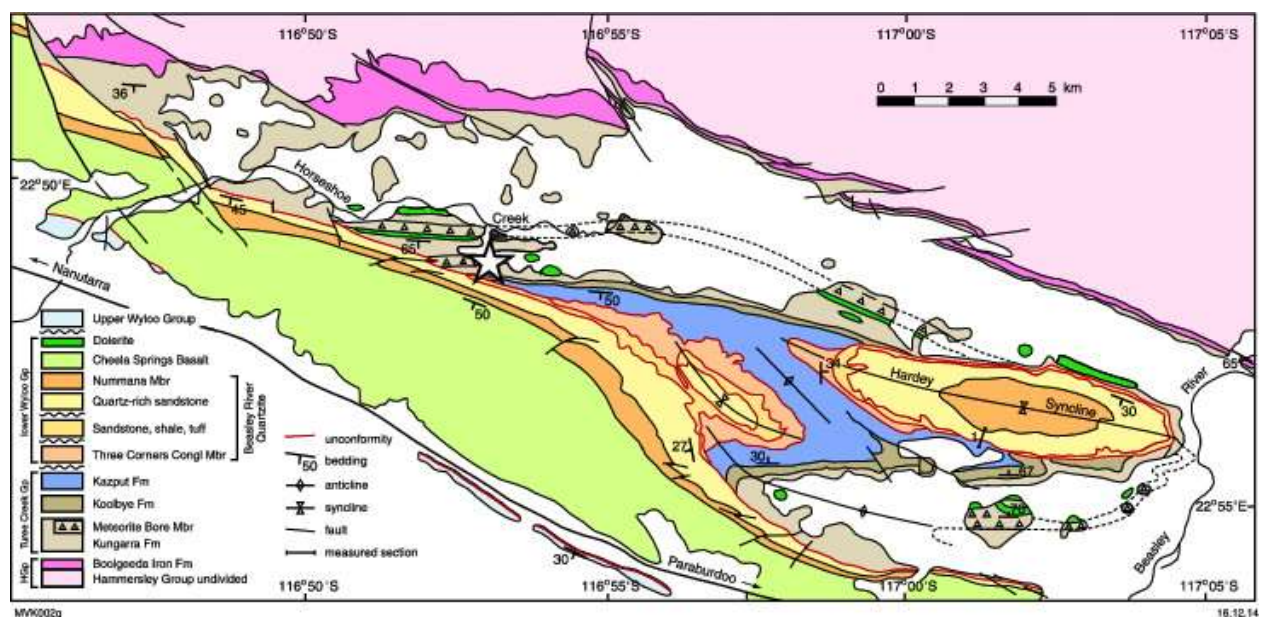 116°50'S 116°55'S 117°00'S 117°05'S
0 1 2 3 4 5 km
36
Horseshoe
22°50'E
45
Creek
65
Nanutarra
50
50
34
Hardey
Syncline
River
65
30
1
27
30
67
22°55'E
Beasley
30
Paraburdoo
Upper Wyloo Group
Dolerite
Cheela Springs Basalt
Nummana Mbr
Quartz-rich sandstone
Sandstone, shale, tuff
Three Corners Congl Mbr
Kazput Fm
Koolbye Fm
Meteorite Bore Mbr
Kungarra Fm
Boolgeeda Iron Fm
Hammersley Group undivided
lower Wyloo Gp
Turee Creek Gp
HGp
Beasley River
Quartzite
unconformity
50 bedding
anticline
syncline
fault
measured section
116°50'S 116°55'S 117°00'S 117°05'S
MVK002g 16.12.14